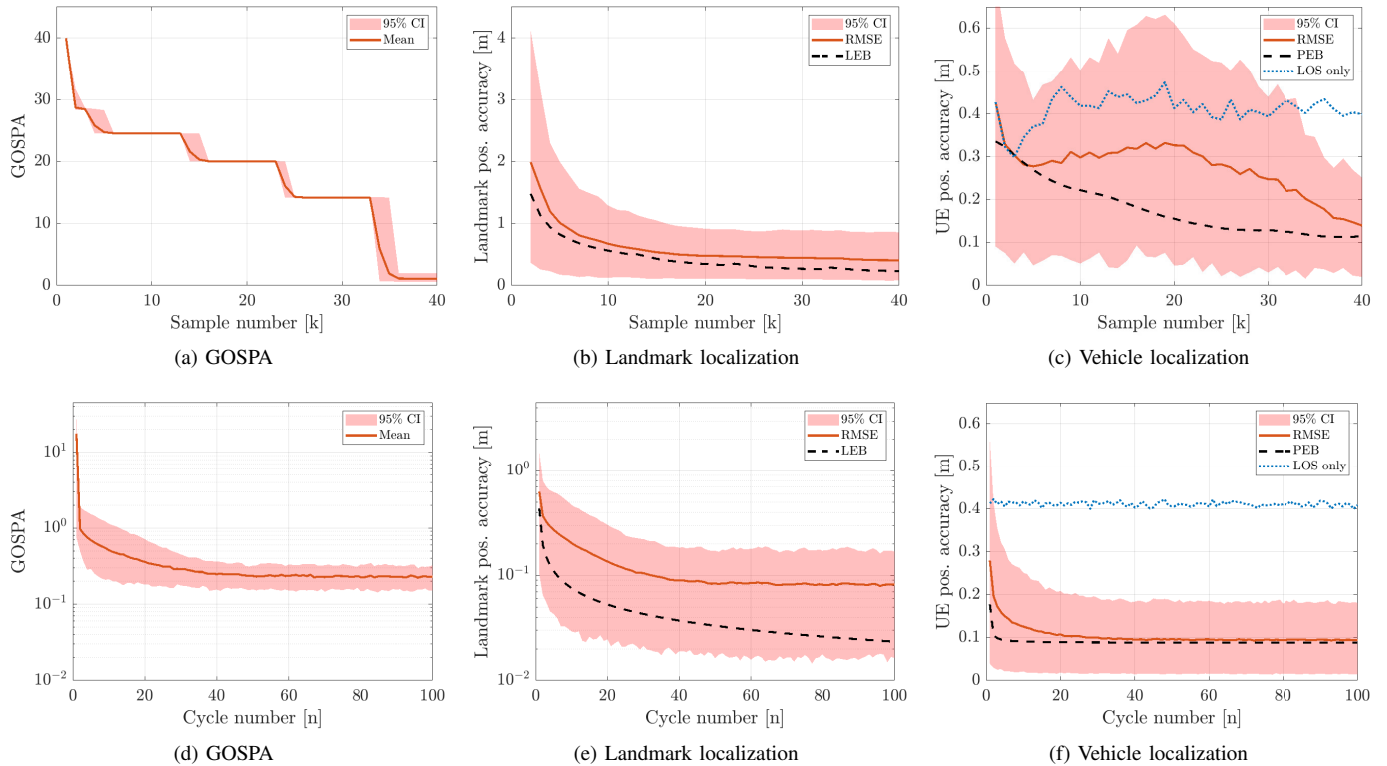 95% CI
Mean
GOSPA
40
30
20
10
0
0 10 20 30 40
Sample number [k]
(a) GOSPA
95% CI
RMSE
LEB
Landmark pos. accuracy [m]
4
3
2
1
0
0 10 20 30 40
Sample number [k]
(b) Landmark localization
95% CI
RMSE
PEB
LOS only
UE pos. accuracy [m]
0.6
0.5
0.4
0.3
0.2
0.1
0
0 10 20 30 40
Sample number [k]
(c) Vehicle localization
95% CI
Mean
GOSPA
10^1
10^0
10^-1
10^-2
0 20 40 60 80 100
Cycle number [n]
(d) GOSPA
95% CI
RMSE
LEB
Landmark pos. accuracy [m]
10^0
10^-1
10^-2
0 20 40 60 80 100
Cycle number [n]
(e) Landmark localization
95% CI
RMSE
PEB
LOS only
UE pos. accuracy [m]
0.6
0.5
0.4
0.3
0.2
0.1
0
0 20 40 60 80 100
Cycle number [n]
(f) Vehicle localization